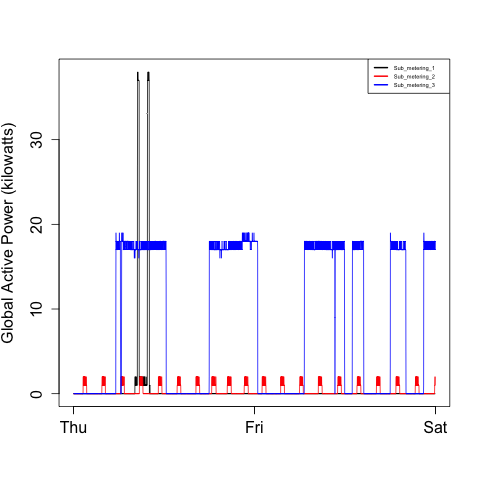 Sub_metering_1
Sub_metering_2
Sub_metering_3
Global Active Power (kilowatts)
30
20
10
0
Thu Fri Sat